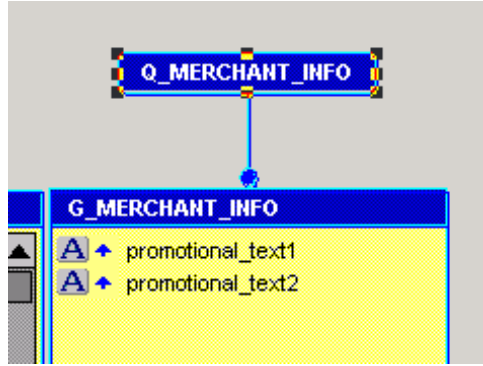 Q_MERCHANT_INFO
G_MERCHANT_INFO
A promotional_text1
A promotional_text2